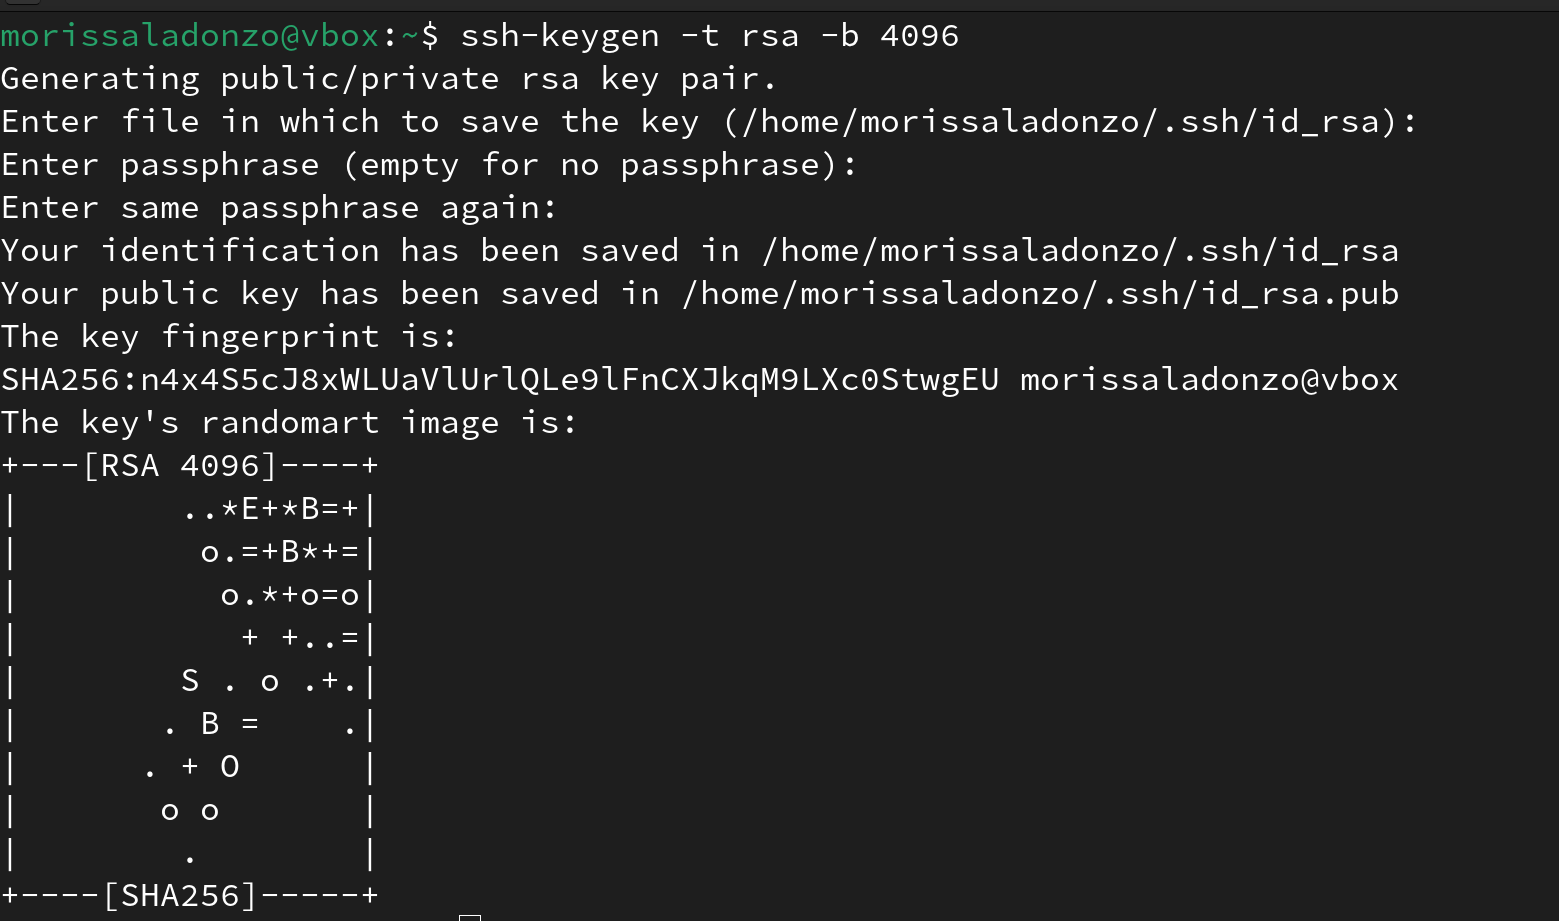 morissaladonzo@vbox:~$ ssh-keygen -t rsa -b 4096
Generating public/private rsa key pair.
Enter file in which to save the key (/home/morissaladonzo/.ssh/id_rsa):
Enter passphrase (empty for no passphrase):
Enter same passphrase again:
Your identification has been saved in /home/morissaladonzo/.ssh/id_rsa
Your public key has been saved in /home/morissaladonzo/.ssh/id_rsa.pub
The key fingerprint is:
SHA256:n4x4S5cJ8xWLUaVlUrlQLe9lFnCXJkqM9LXc0StwgEU morissaladonzo@vbox
The key's randomart image is:
+---[RSA 4096]----+
|        ..*E+*B=+|
|         o.=+B*+=|
|          o.*+o=o|
|           + +..=|
|        S . o .+.|
|       . B =    .|
|      . + O      |
|       o o       |
|        .        |
+----[SHA256]-----+